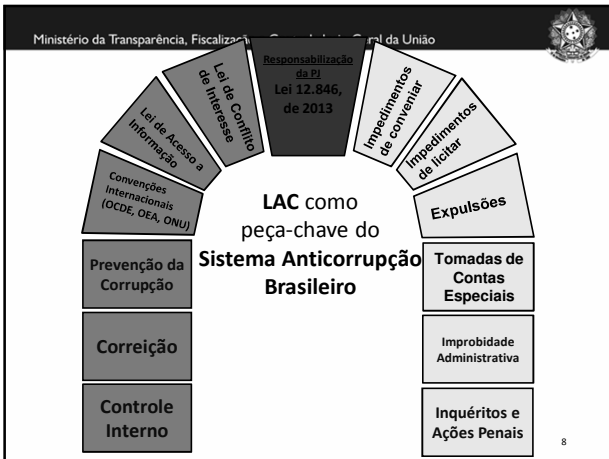 Ministério da Transparência, Fiscalização e Controladoria-Geral da União
Responsabilização
da PJ
Lei 12.846,
de 2013
Lei de Conflito
de Interesse
Lei de Acesso a
Informação
Convenções
Internacionais
(OCDE, OEA, ONU)
Prevenção da
Corrupção
Correição
Controle
Interno
Impedimentos
de conveniar
Impedimentos
de licitar
Expulsões
Tomadas de
Contas
Especiais
Improbidade
Administrativa
Inquéritos e
Ações Penais
LAC como
peça-chave do
Sistema Anticorrupção
Brasileiro
8